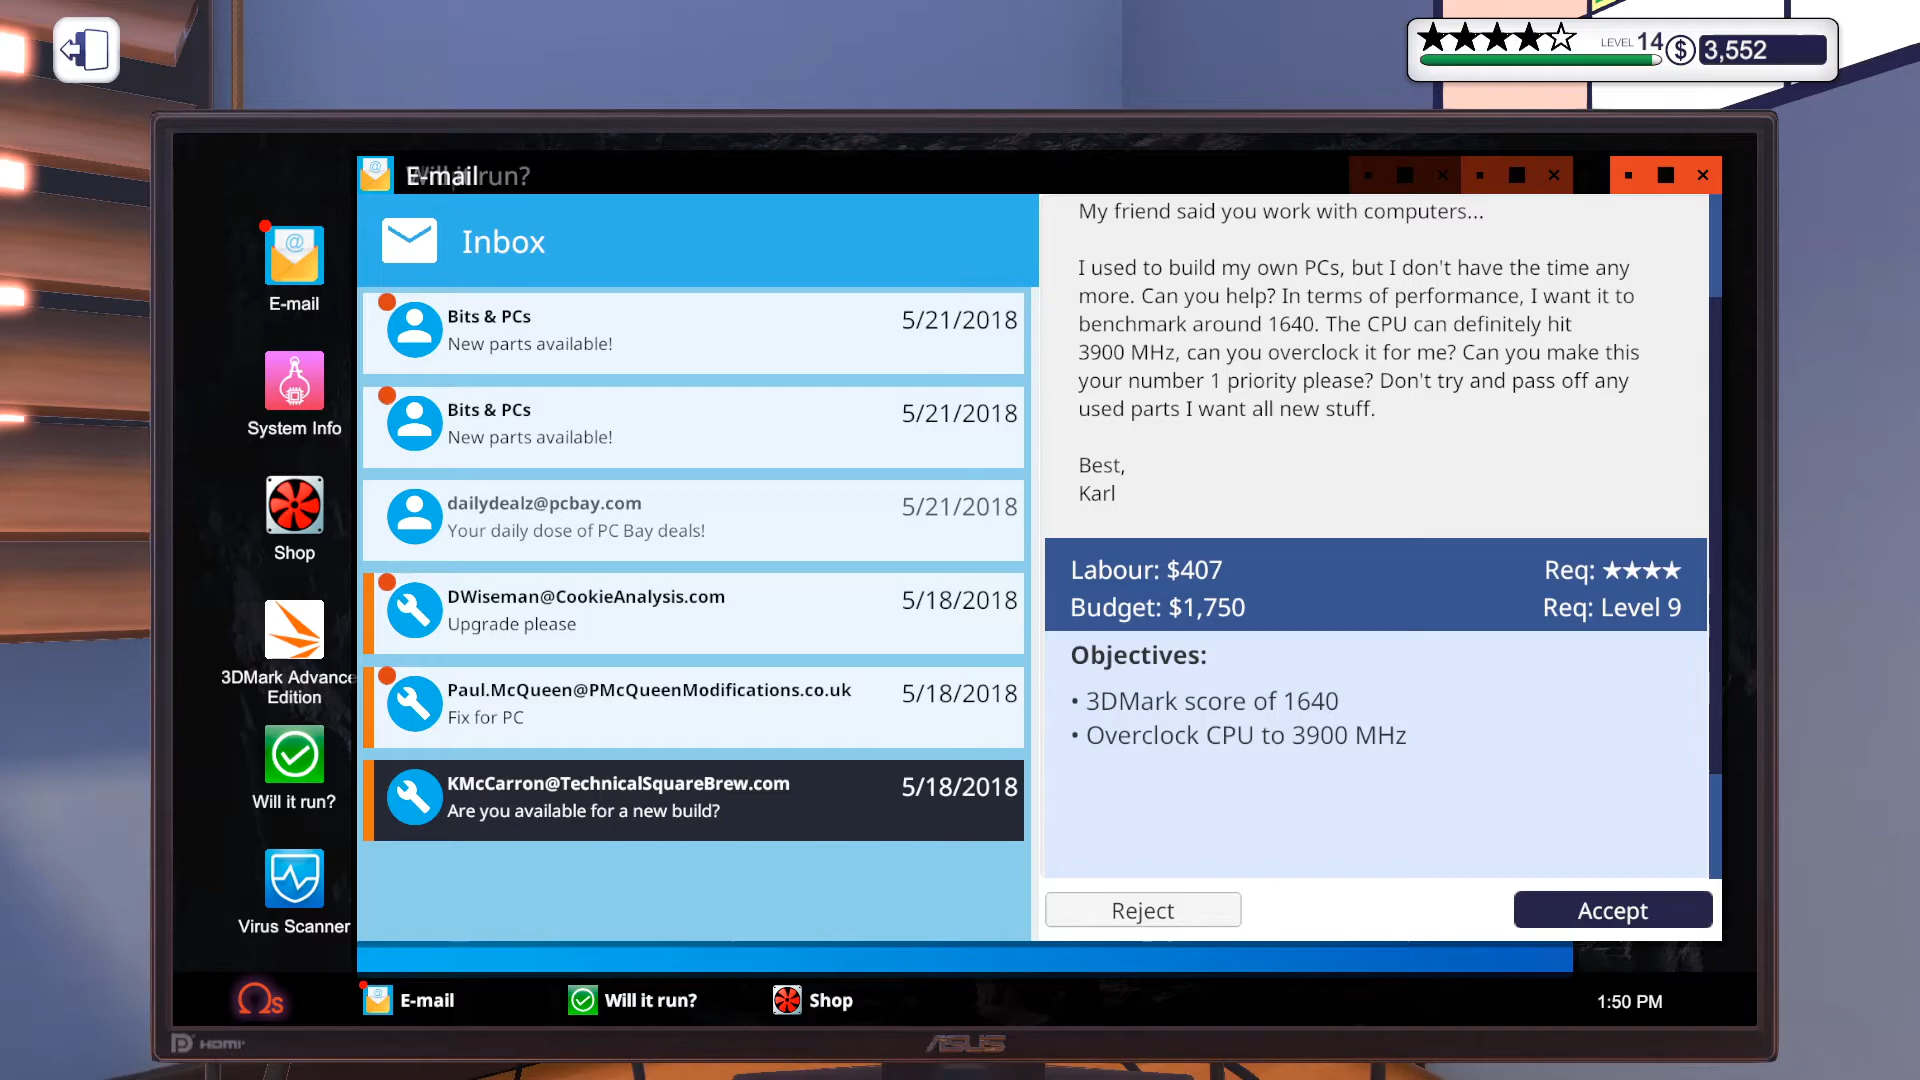 LEVEL 14
$ 3,552
E-mail
Inbox
Bits & PCs
5/21/2018
New parts available!
Bits & PCs
5/21/2018
New parts available!
dailydealz@pcbay.com
5/21/2018
Your daily dose of PC Bay deals!
DWiseman@CookieAnalysis.com
5/18/2018
Upgrade please
Paul.McQueen@PMcQueenModifications.co.uk
5/18/2018
Fix for PC
KMcCarron@TechnicalSquareBrew.com
5/18/2018
Are you available for a new build?
My friend said you work with computers...
I used to build my own PCs, but I don't have the time any
more. Can you help? In terms of performance, I want it to
benchmark around 1640. The CPU can definitely hit
3900 MHz, can you overclock it for me? Can you make this
your number 1 priority please? Don't try and pass off any
used parts I want all new stuff.
Best,
Karl
Labour: $407
Req: ★★★★
Budget: $1,750
Req: Level 9
Objectives:
• 3DMark score of 1640
• Overclock CPU to 3900 MHz
Reject
Accept
E-mail
System Info
Shop
3DMark Advance
Edition
Will it run?
Virus Scanner
Ωs
E-mail
Will it run?
Shop
1:50 PM
HDMI
ASUS